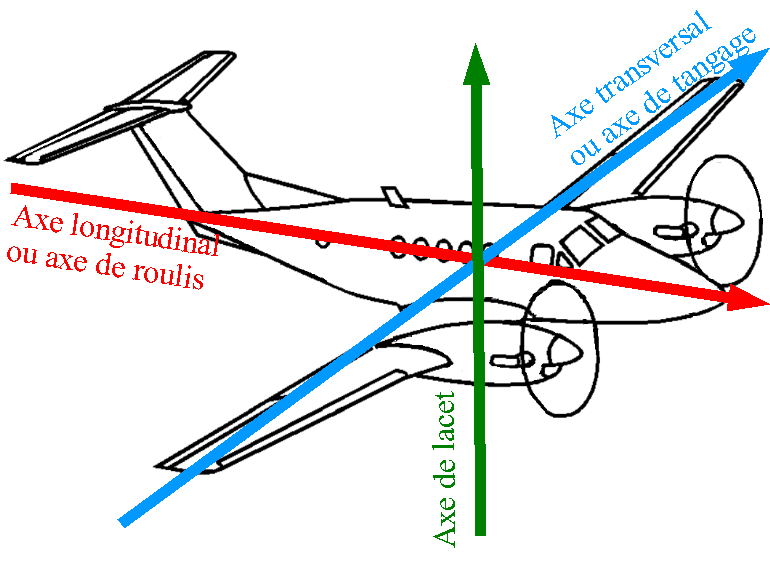 Axe transversal
ou axe de tangage
Axe longitudinal
ou axe de roulis
Axe de lacet